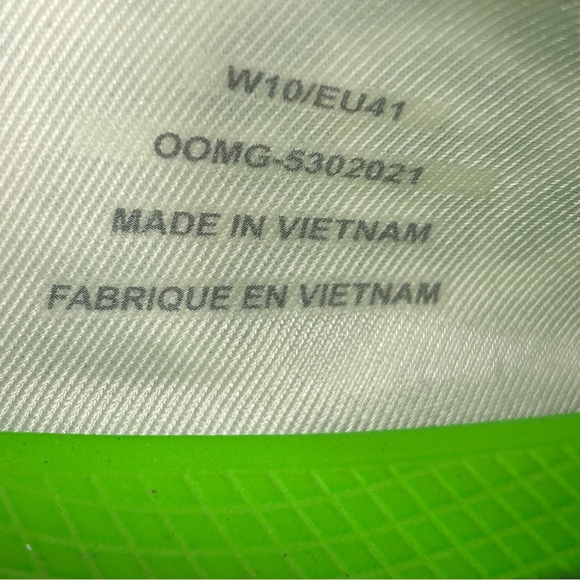 W10/EU41
OOMG-5302021
MADE IN VIETNAM
FABRIQUE EN VIETNAM